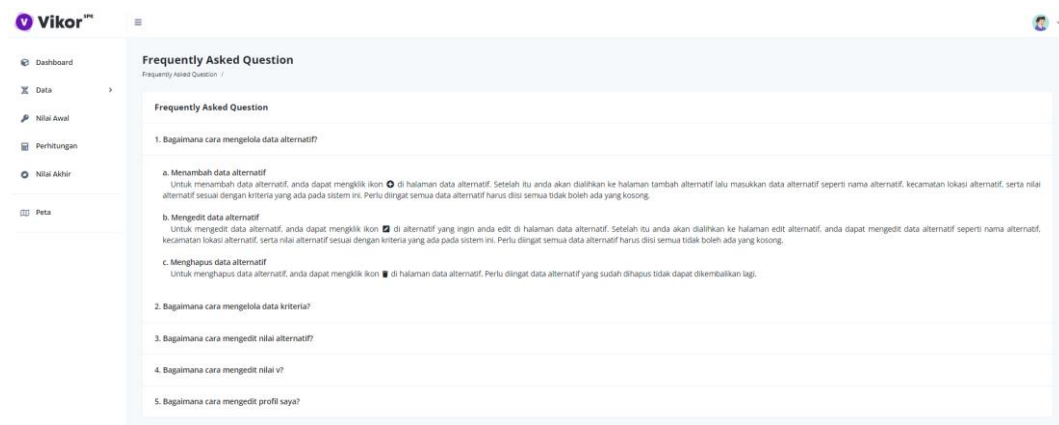 Vikor SPK
Frequently Asked Question
Frequently Asked Question /
Dashboard
Data
Nilai Awal
Perhitungan
Nilai Akhir
Peta
Frequently Asked Question
1. Bagaimana cara mengelola data alternatif?
a. Menambah data alternatif
Untuk menambah data alternatif, anda dapat mengklik ikon di halaman data alternatif. Setelah itu anda akan dialihkan ke halaman tambah alternatif lalu masukkan data alternatif seperti nama alternatif, kecamatan lokasi alternatif, serta nilai
alternatif sesuai dengan kriteria yang ada pada sistem ini. Perlu diingat semua data alternatif harus diisi semua tidak boleh ada yang kosong.
b. Mengedit data alternatif
Untuk mengedit data alternatif, anda dapat mengklik ikon di alternatif yang ingin anda edit di halaman data alternatif. Setelah itu anda akan dialihkan ke halaman edit alternatif, anda dapat mengedit data alternatif seperti nama alternatif,
kecamatan lokasi alternatif, serta nilai alternatif sesuai dengan kriteria yang ada pada sistem ini. Perlu diingat semua data alternatif harus diisi semua tidak boleh ada yang kosong.
c. Menghapus data alternatif
Untuk menghapus data alternatif, anda dapat mengklik ikon di halaman data alternatif. Perlu diingat data alternatif yang sudah dihapus tidak dapat dikembalikan lagi.
2. Bagaimana cara mengelola data kriteria?
3. Bagaimana cara mengedit nilai alternatif?
4. Bagaimana cara mengedit nilai v?
5. Bagaimana cara mengedit profil saya?